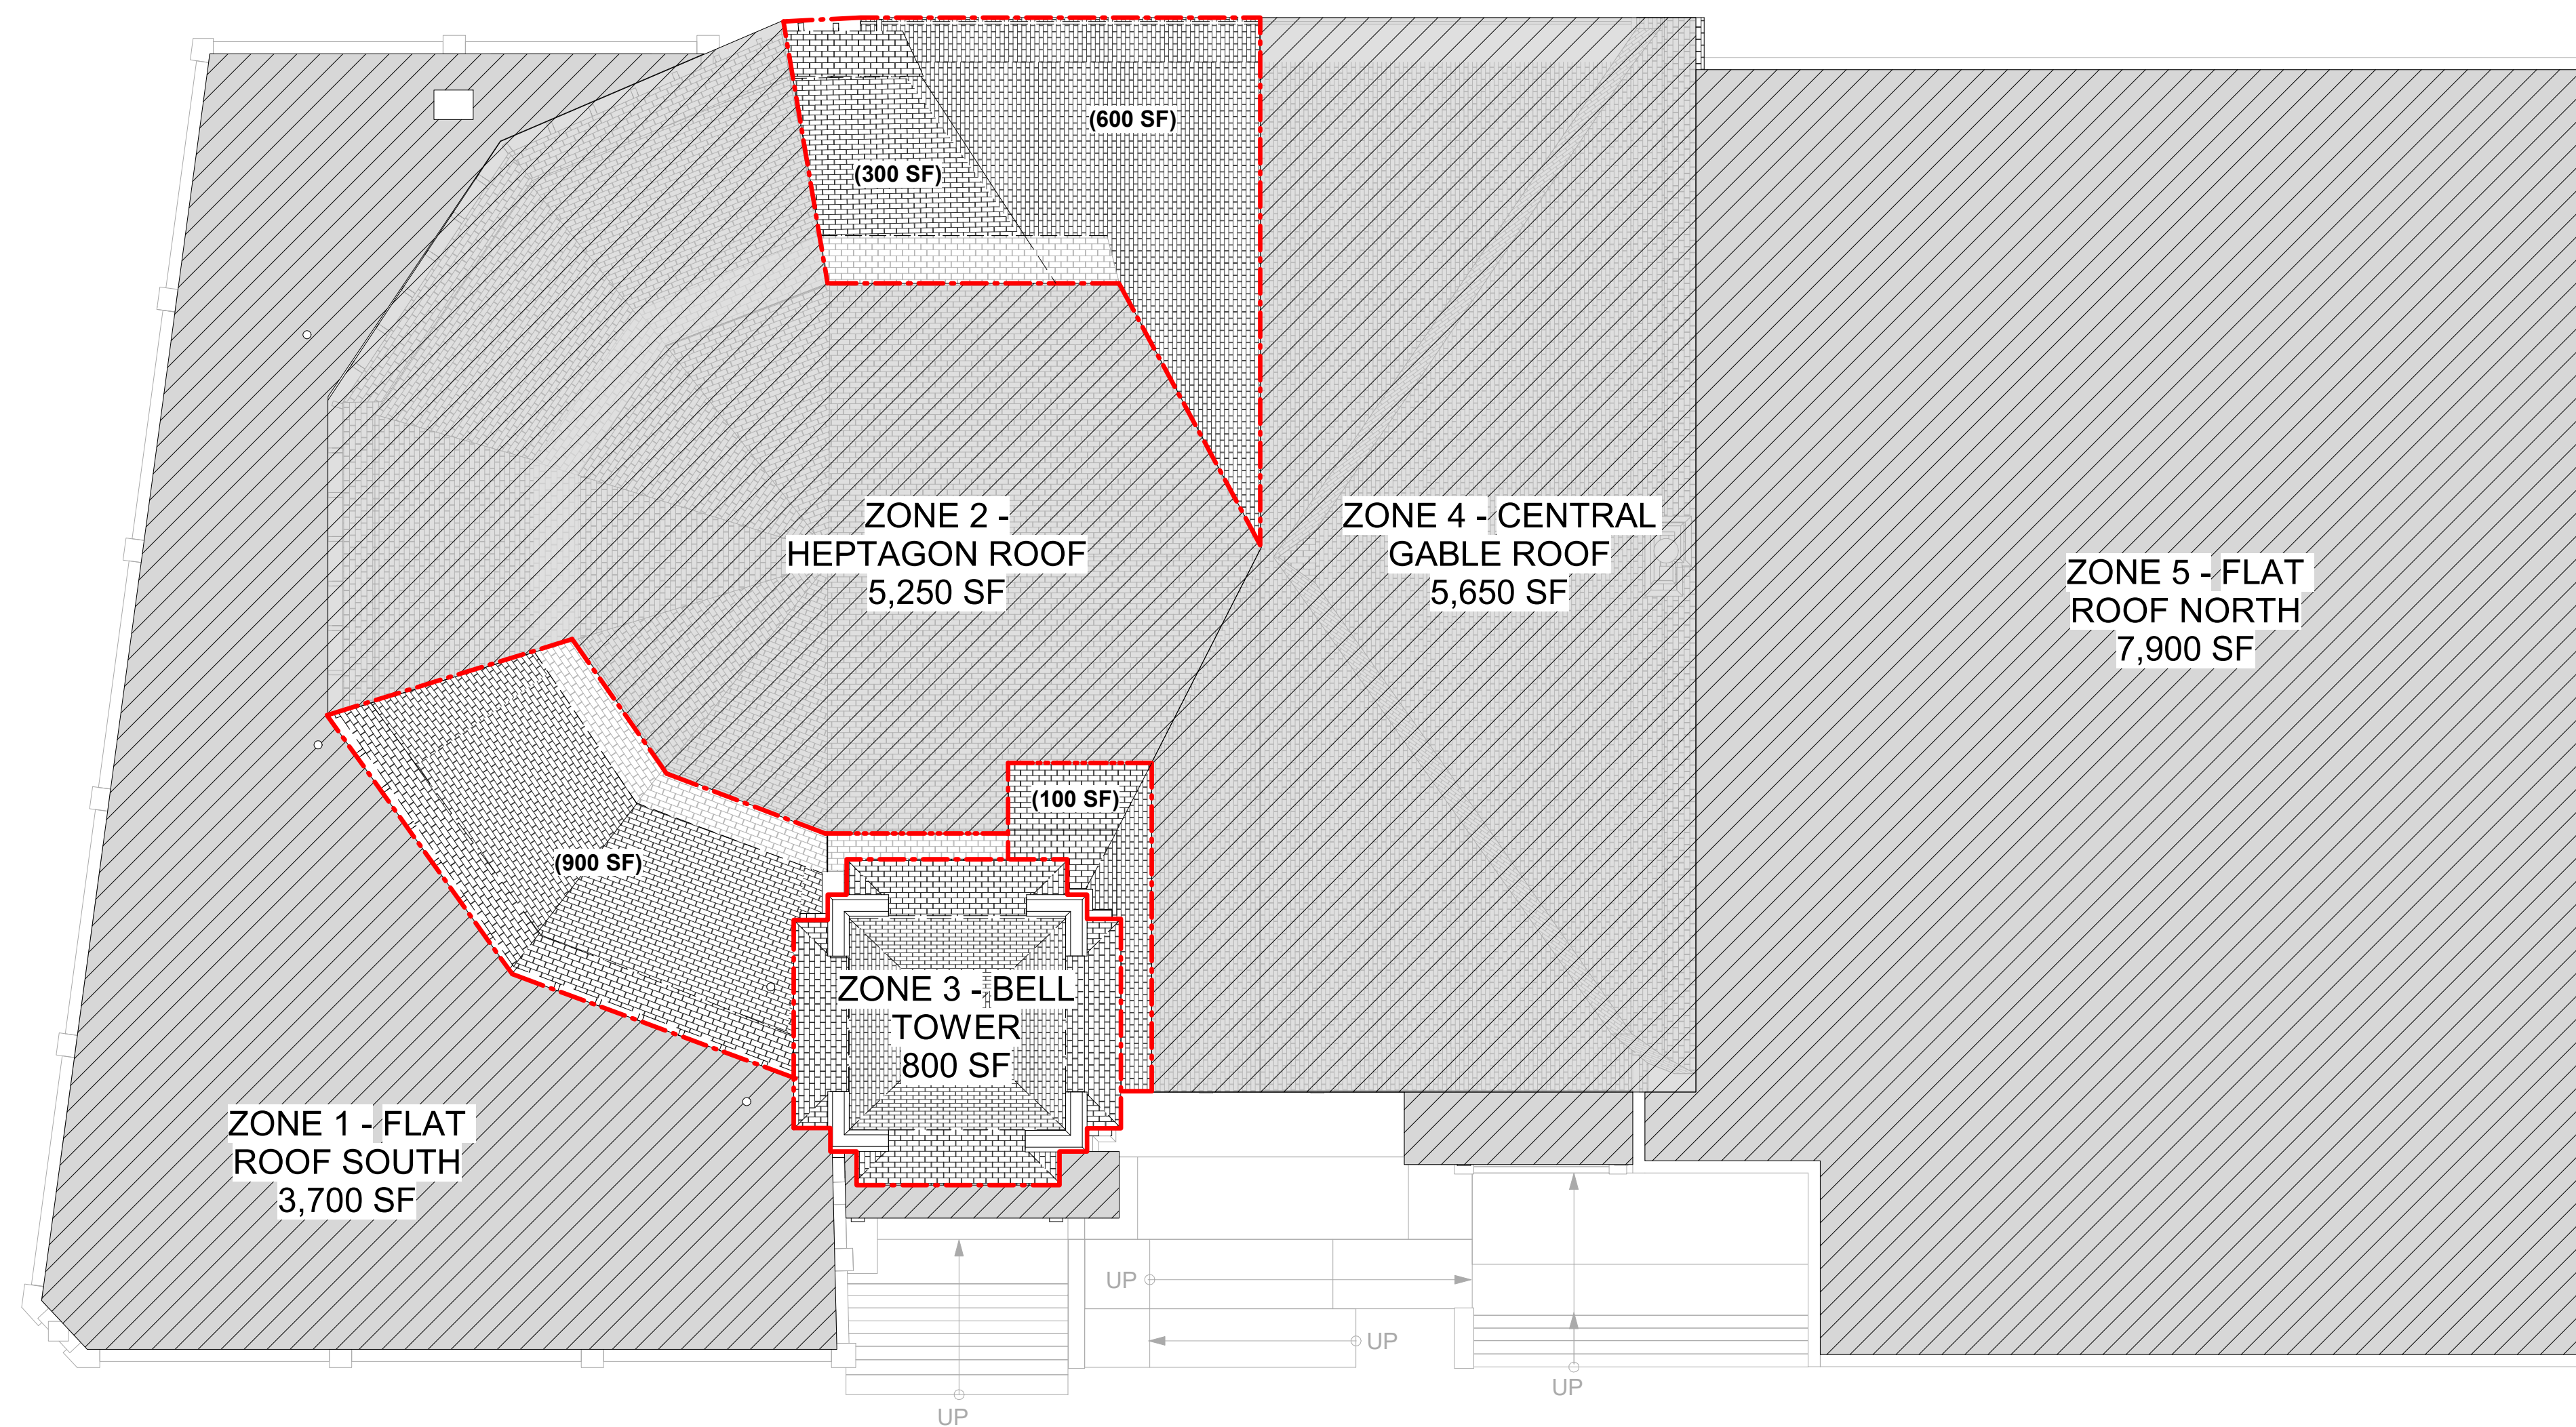 (600 SF)
(300 SF)
ZONE 2 -
HEPTAGON ROOF
5,250 SF
ZONE 4 - CENTRAL
GABLE ROOF
5,650 SF
ZONE 5 - FLAT
ROOF NORTH
7,900 SF
(100 SF)
(900 SF)
ZONE 3 - BELL
TOWER
800 SF
ZONE 1 - FLAT
ROOF SOUTH
3,700 SF
UP
UP
UP
UP